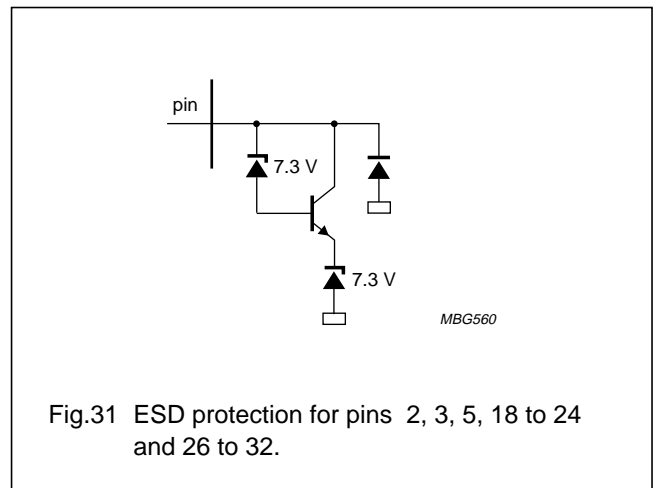 pin
7.3 V
7.3 V
MBG560
Fig.31 ESD protection for pins 2, 3, 5, 18 to 24
and 26 to 32.